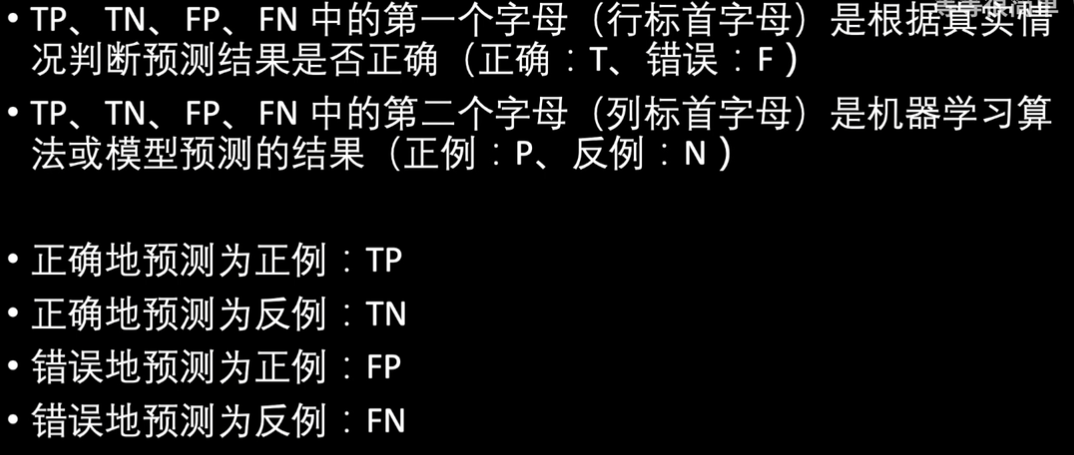 • TP、TN、FP、FN 中的第一个字母（行标首字母）是根据真实情
况判断预测结果是否正确（正确：T、错误：F）
• TP、TN、FP、FN 中的第二个字母（列标首字母）是机器学习算
法或模型预测的结果（正例：P、反例：N）
• 正确地预测为正例：TP
• 正确地预测为反例：TN
• 错误地预测为正例：FP
• 错误地预测为反例：FN